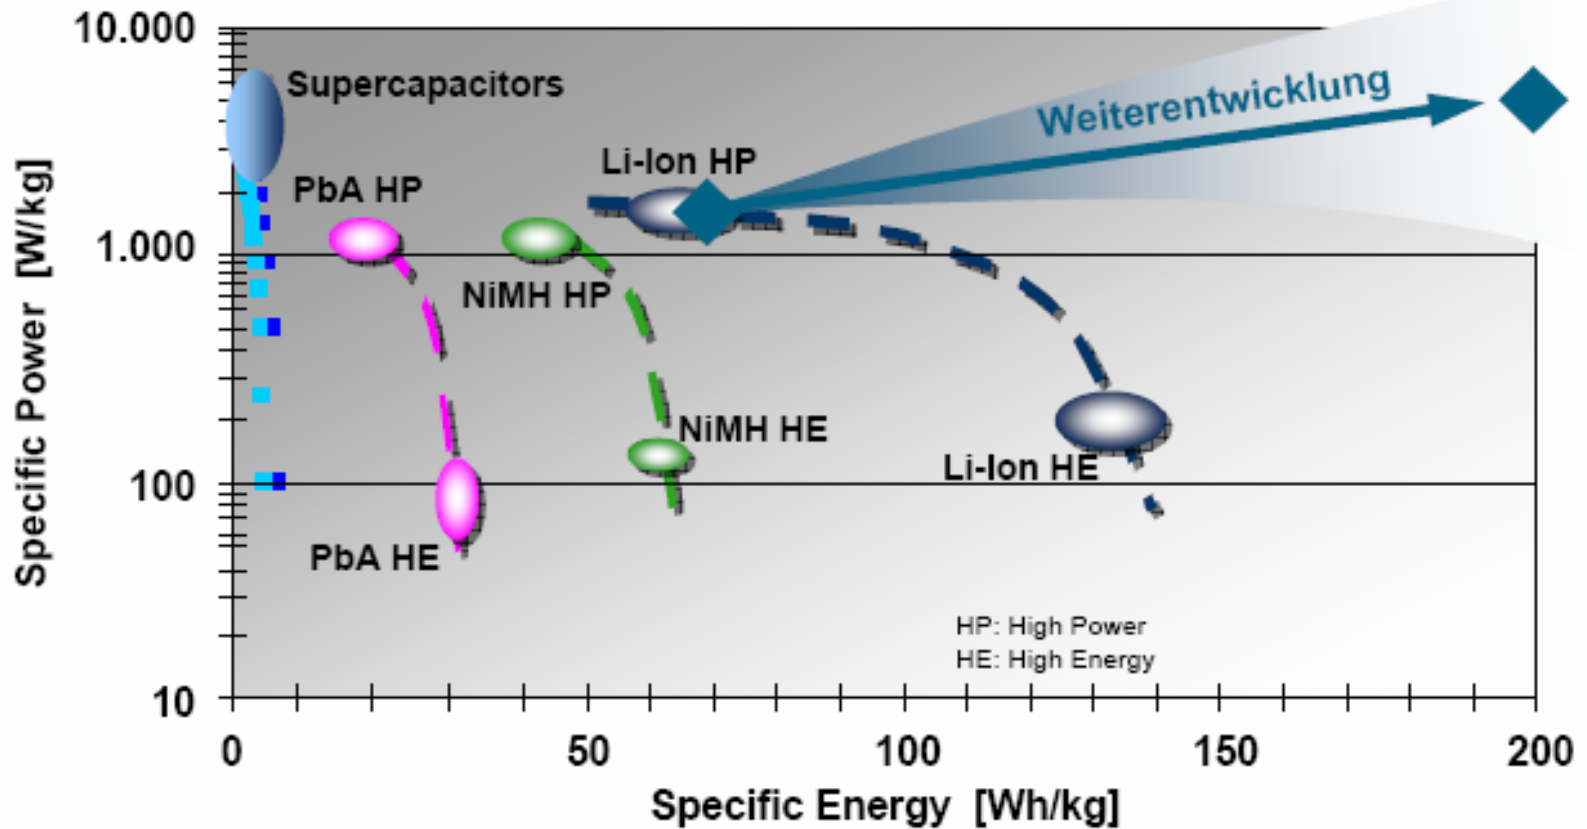 10.000
Supercapacitors
Weiterentwicklung
Li-Ion HP
PbA HP
1.000
NiMH HP
NiMH HE
Li-Ion HE
100
PbA HE
HP: High Power
HE: High Energy
10
0 50 100 150 200
Specific Energy [Wh/kg]
Specific Power [W/kg]